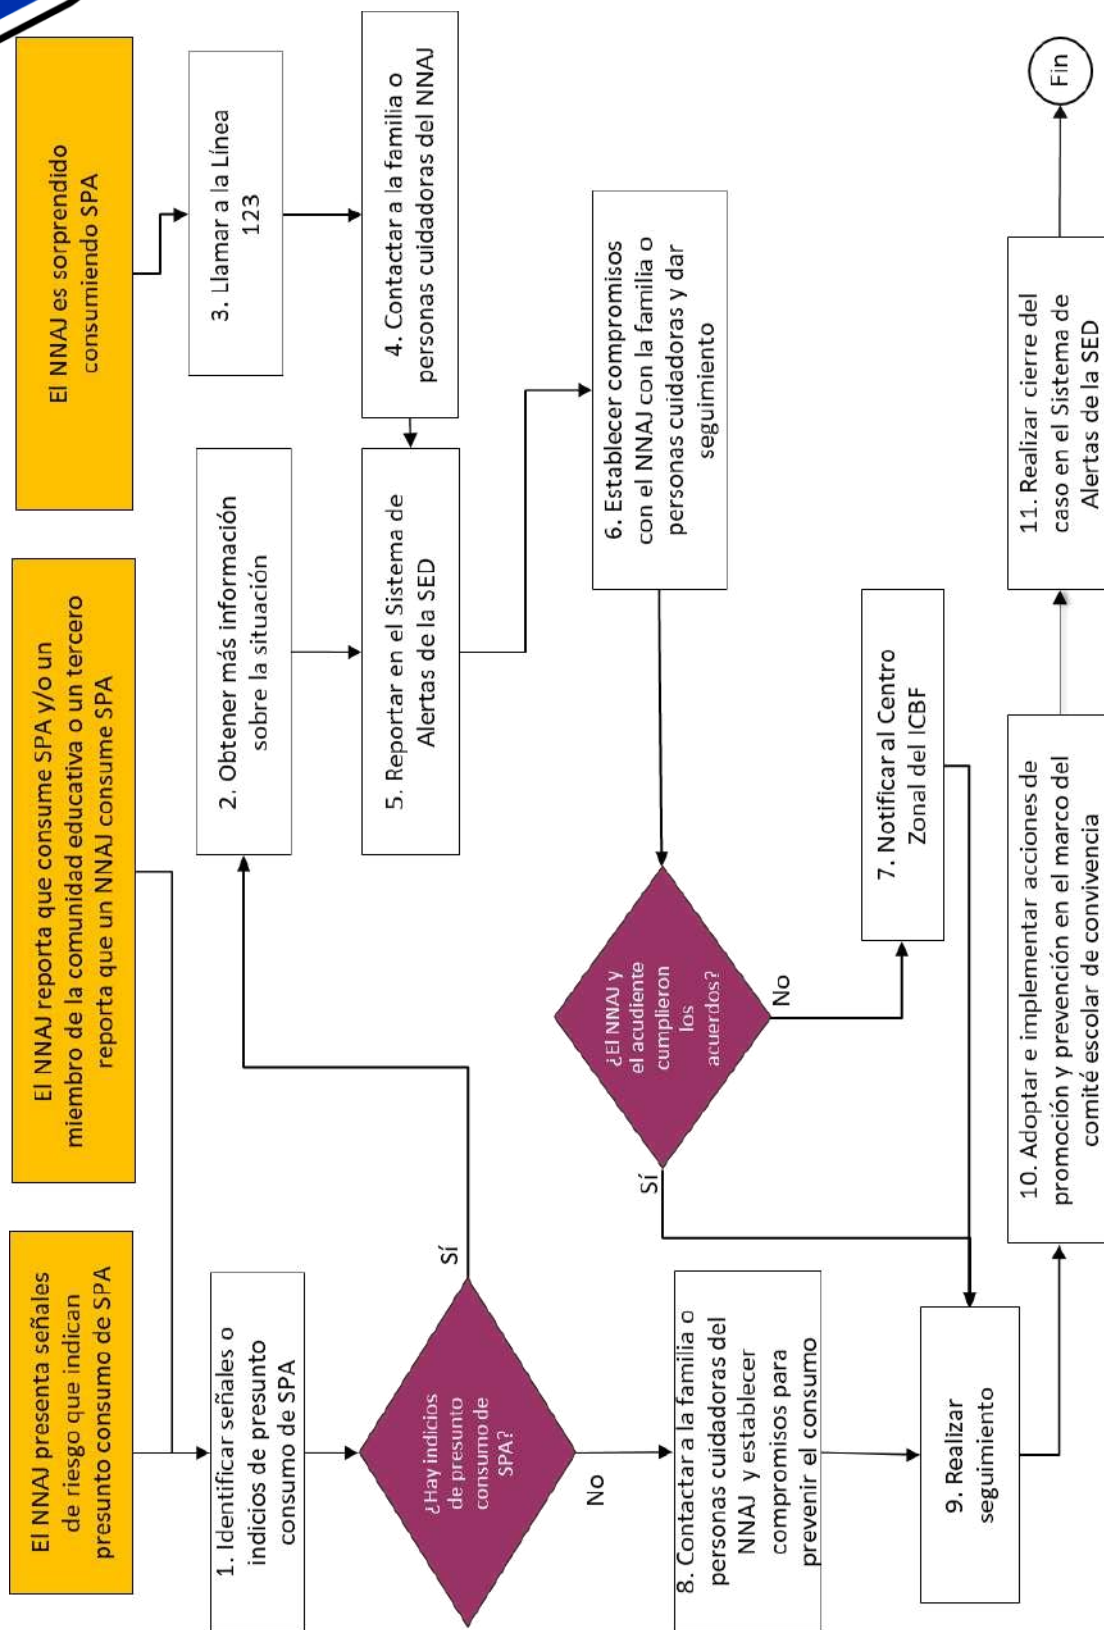 El NNAJ presenta señales
de riesgo que indican
presunto consumo de SPA
El NNAJ reporta que consume SPA y/o un
miembro de la comunidad educativa o un tercero
reporta que un NNAJ consume SPA
El NNAJ es sorprendido
consumiendo SPA
1. Identificar señales o
indicios de presunto
consumo de SPA
2. Obtener más información
sobre la situación
3. Llamar a la Línea
123
¿Hay indicios
de presunto
consumo de
SPA?
Sí
No
5. Reportar en el Sistema de
Alertas de la SED
4. Contactar a la familia o
personas cuidadoras del NNAJ
6. Establecer compromisos
con el NNAJ con la familia o
personas cuidadoras y dar
seguimiento
¿El NNAJ y
el acudiente
cumplieron
los
acuerdos?
Sí
No
8. Contactar a la familia o
personas cuidadoras del
NNAJ y establecer
compromisos para
prevenir el consumo
7. Notificar al Centro
Zonal del ICBF
9. Realizar
seguimiento
10. Adoptar e implementar acciones de
promoción y prevención en el marco del
comité escolar de convivencia
11. Realizar cierre del
caso en el Sistema de
Alertas de la SED
Fin